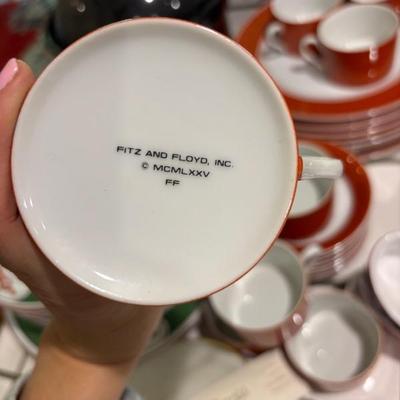 FITZ AND FLOYD, INC.
© MCMLXXV
FF